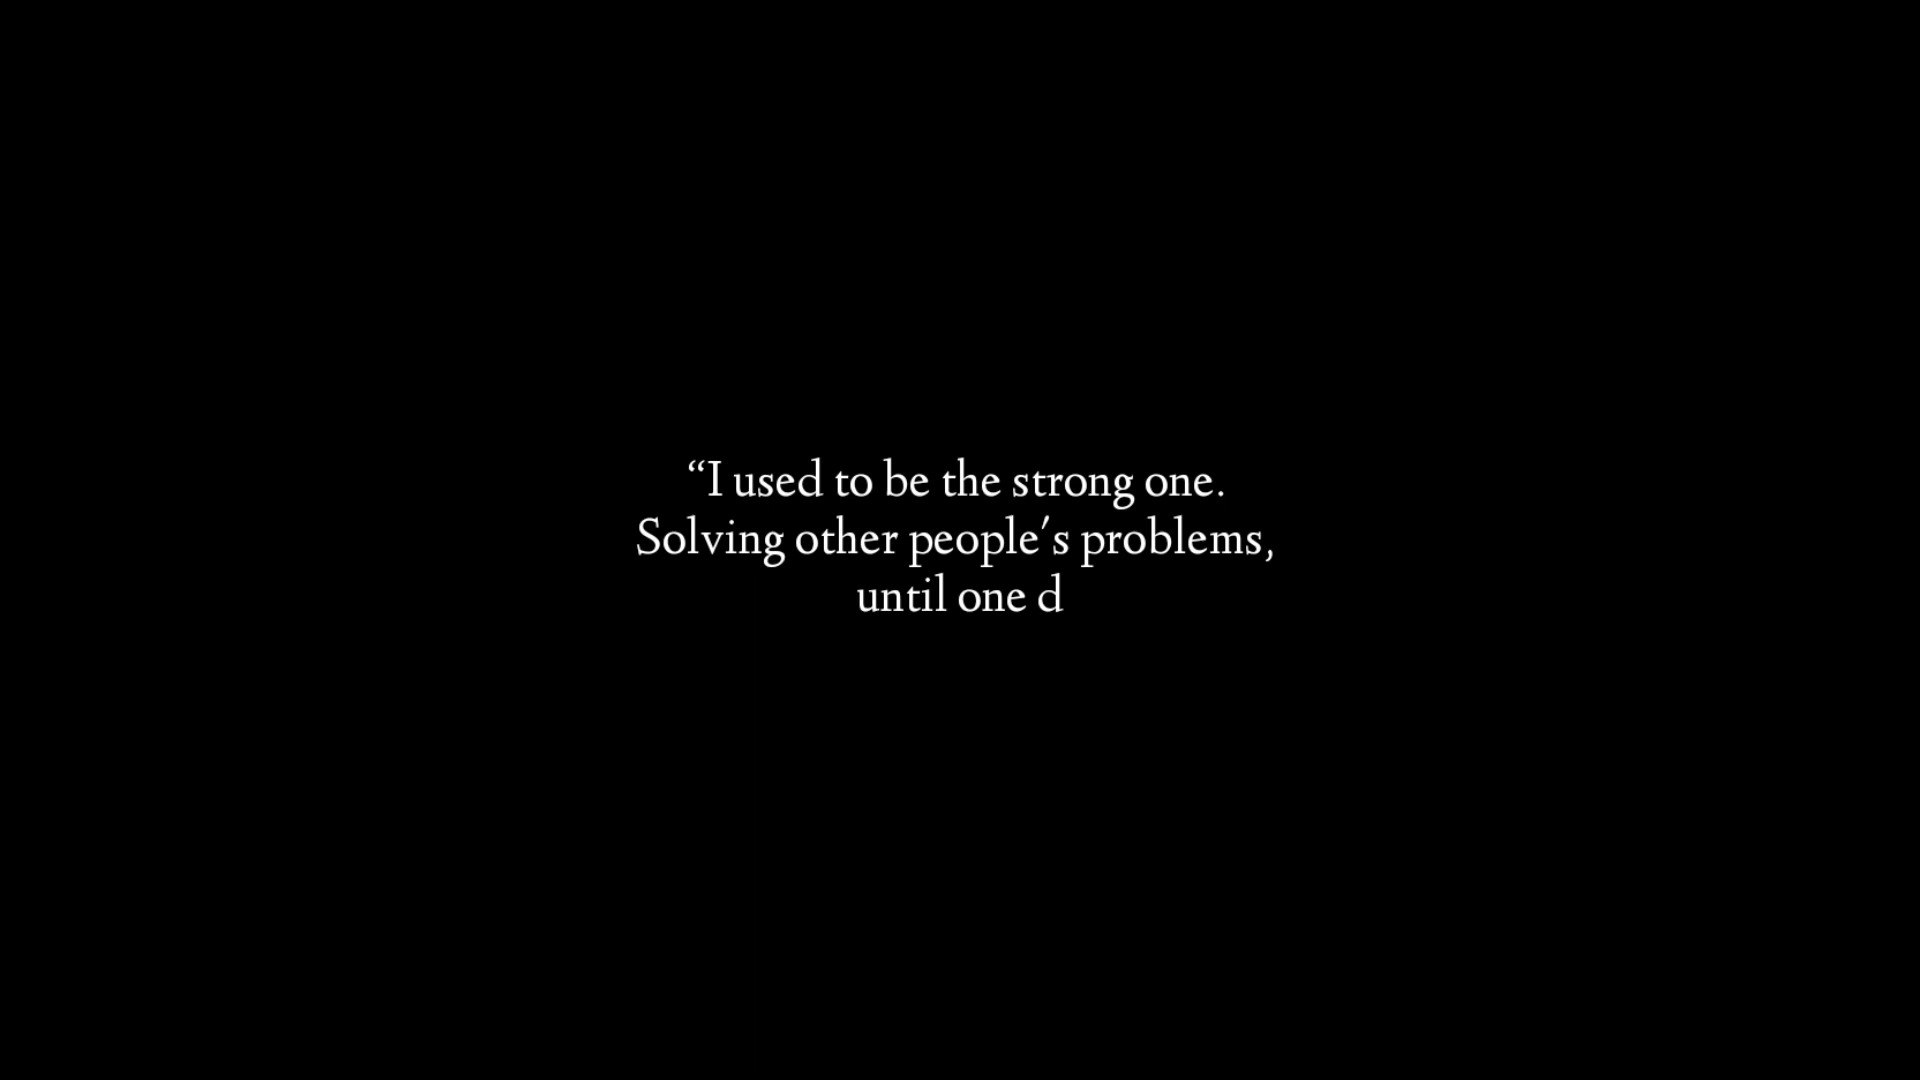 “I used to be the strong one.
Solving other people's problems,
until one d